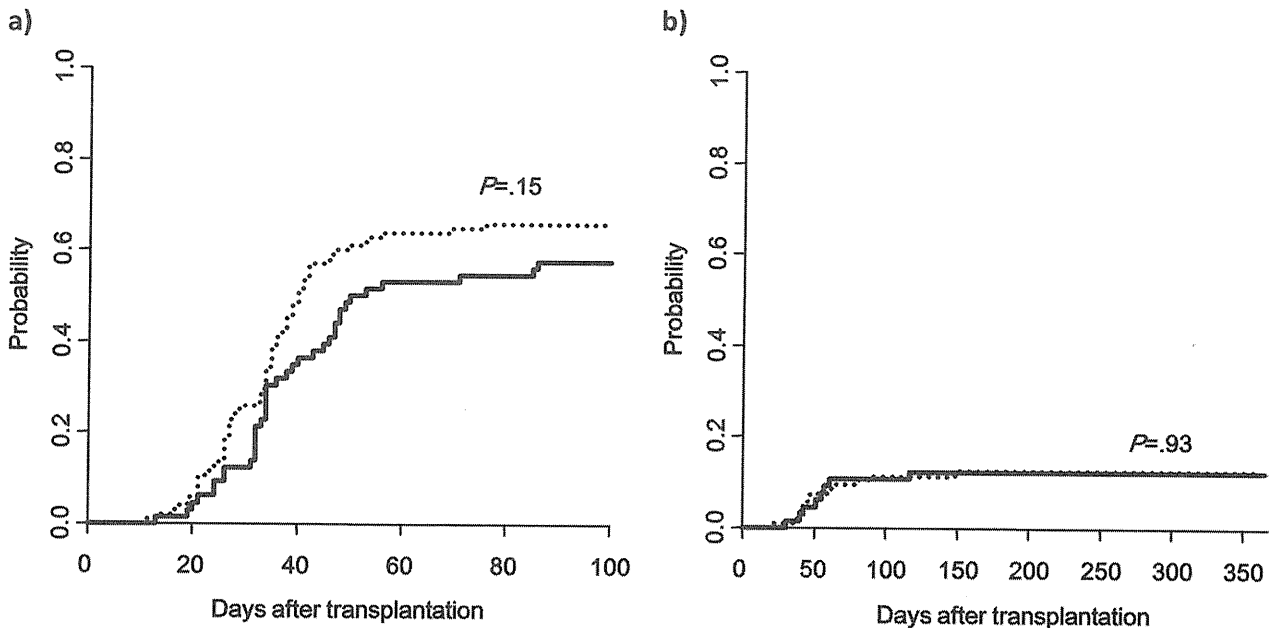 a)
1.0
0.8
0.6
0.4
0.2
0.0
Probability
P=.15
0 20 40 60 80 100
Days after transplantation
b)
1.0
0.8
0.6
0.4
0.2
0.0
Probability
P=.93
0 50 100 150 200 250 300 350
Days after transplantation